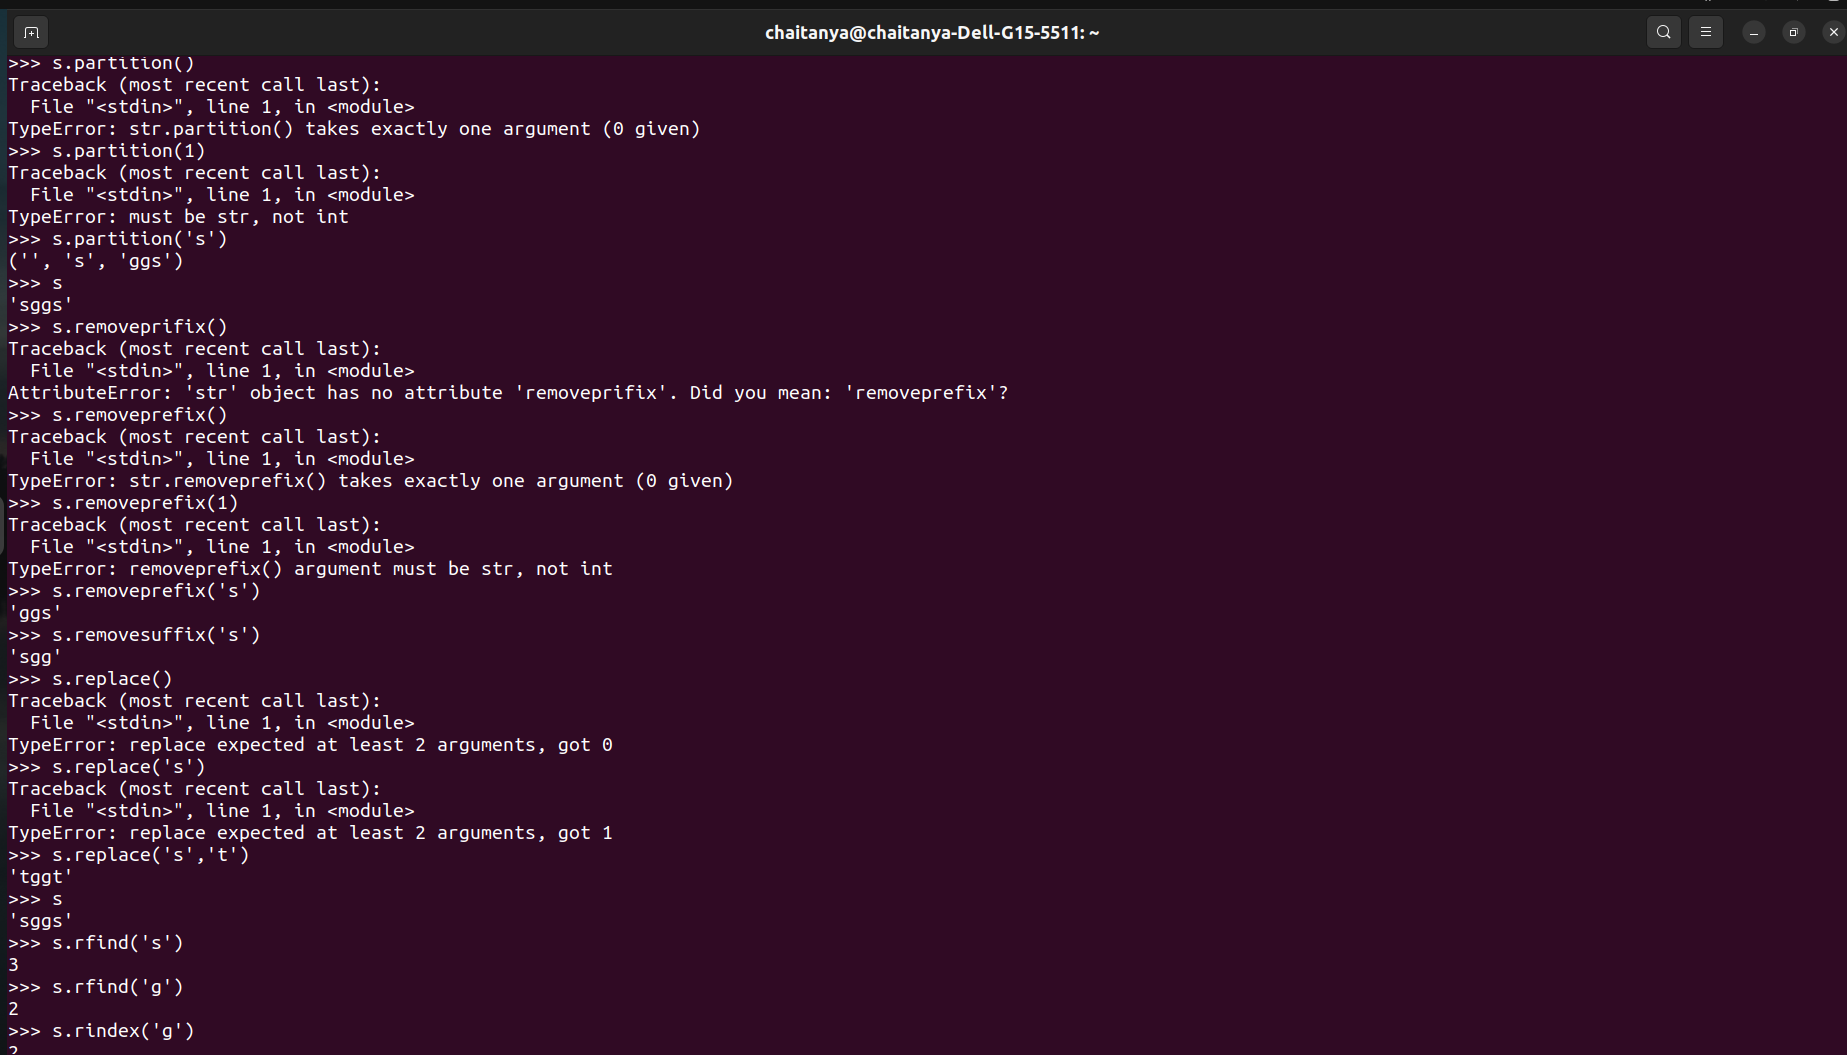 chaitanya@chaitanya-Dell-G15-5511: ~
>>> s.partition()
Traceback (most recent call last):
  File "<stdin>", line 1, in <module>
TypeError: str.partition() takes exactly one argument (0 given)
>>> s.partition(1)
Traceback (most recent call last):
  File "<stdin>", line 1, in <module>
TypeError: must be str, not int
>>> s.partition('s')
('', 's', 'ggs')
>>> s
'sggs'
>>> s.removeprifix()
Traceback (most recent call last):
  File "<stdin>", line 1, in <module>
AttributeError: 'str' object has no attribute 'removeprifix'. Did you mean: 'removeprefix'?
>>> s.removeprefix()
Traceback (most recent call last):
  File "<stdin>", line 1, in <module>
TypeError: str.removeprefix() takes exactly one argument (0 given)
>>> s.removeprefix(1)
Traceback (most recent call last):
  File "<stdin>", line 1, in <module>
TypeError: removeprefix() argument must be str, not int
>>> s.removeprefix('s')
'ggs'
>>> s.removesuffix('s')
'sgg'
>>> s.replace()
Traceback (most recent call last):
  File "<stdin>", line 1, in <module>
TypeError: replace expected at least 2 arguments, got 0
>>> s.replace('s')
Traceback (most recent call last):
  File "<stdin>", line 1, in <module>
TypeError: replace expected at least 2 arguments, got 1
>>> s.replace('s','t')
'tggt'
>>> s
'sggs'
>>> s.rfind('s')
3
>>> s.rfind('g')
2
>>> s.rindex('g')
2